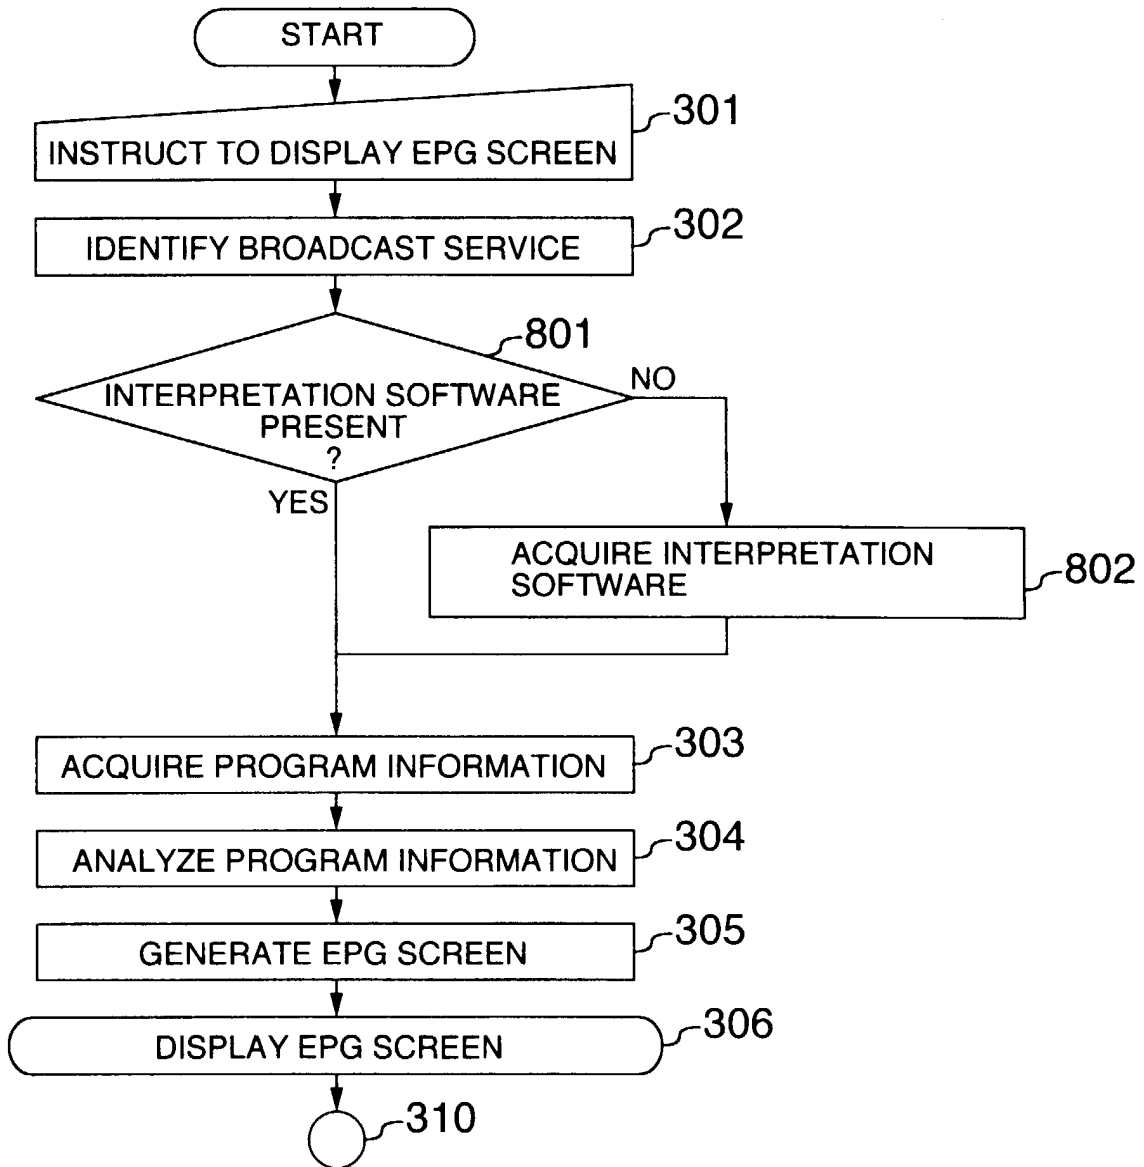 START
301
INSTRUCT TO DISPLAY EPG SCREEN
302
IDENTIFY BROADCAST SERVICE
801
INTERPRETATION SOFTWARE
PRESENT
?
NO
YES
ACQUIRE INTERPRETATION
SOFTWARE
802
303
ACQUIRE PROGRAM INFORMATION
304
ANALYZE PROGRAM INFORMATION
305
GENERATE EPG SCREEN
306
DISPLAY EPG SCREEN
310